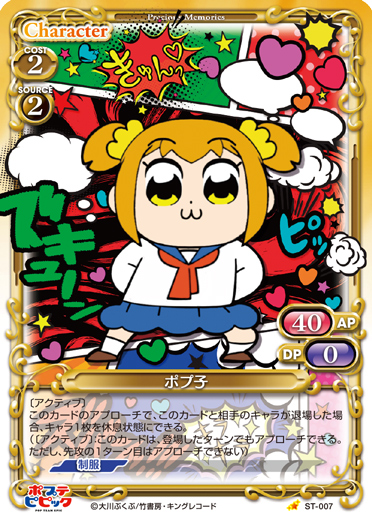 Precious Memories
Character
COST
2
SOURCE
2
きゅんっ
ズキューン
ピッ
40 AP
DP 0
ポプ子
[アクティブ]
このカードのアプローチで、このカードと相手のキャラが退場した場
合、キャラ1枚を休息状態にできる。
([アクティブ]:このカードは、登場したターンでもアプローチできる。
ただし、先攻の1ターン目はアプローチできない)
制服
ポプテ
ピピック
POP TEAM EPIC
©大川ぶくぶ/竹書房・キングレコード
ST-007